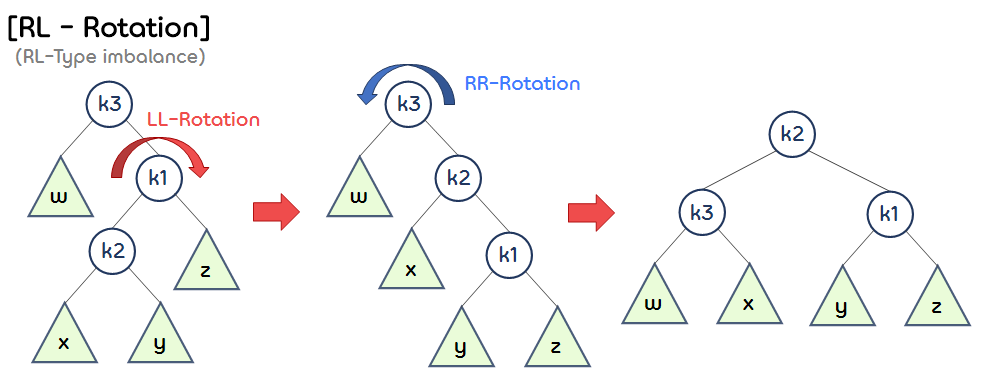 [RL - Rotation]
(RL-Type imbalance)
k3
LL-Rotation
k1
w
k2
z
x
y
RR-Rotation
k3
k2
w
x
k1
y
z
k2
k3
k1
w
x
y
z